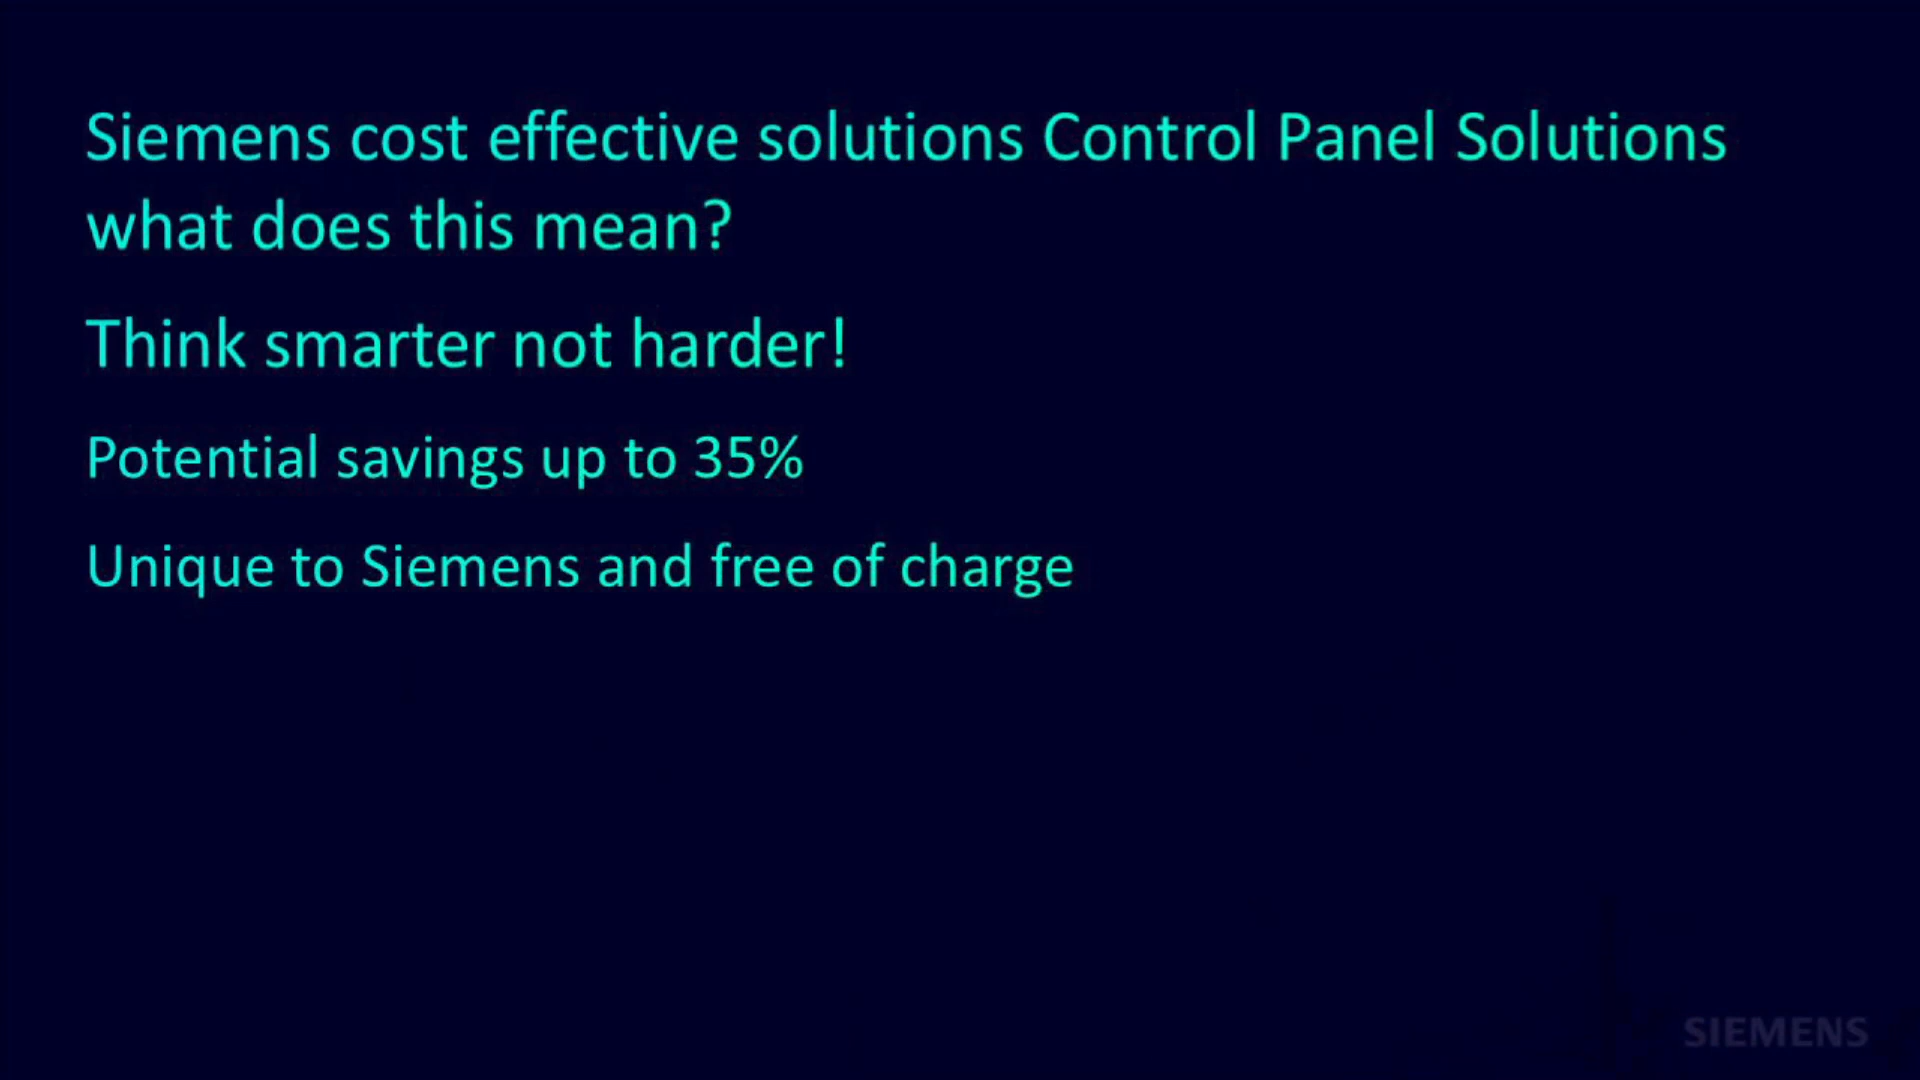 Siemens cost effective solutions Control Panel Solutions
what does this mean?
Think smarter not harder!
Potential savings up to 35%
Unique to Siemens and free of charge
SIEMENS